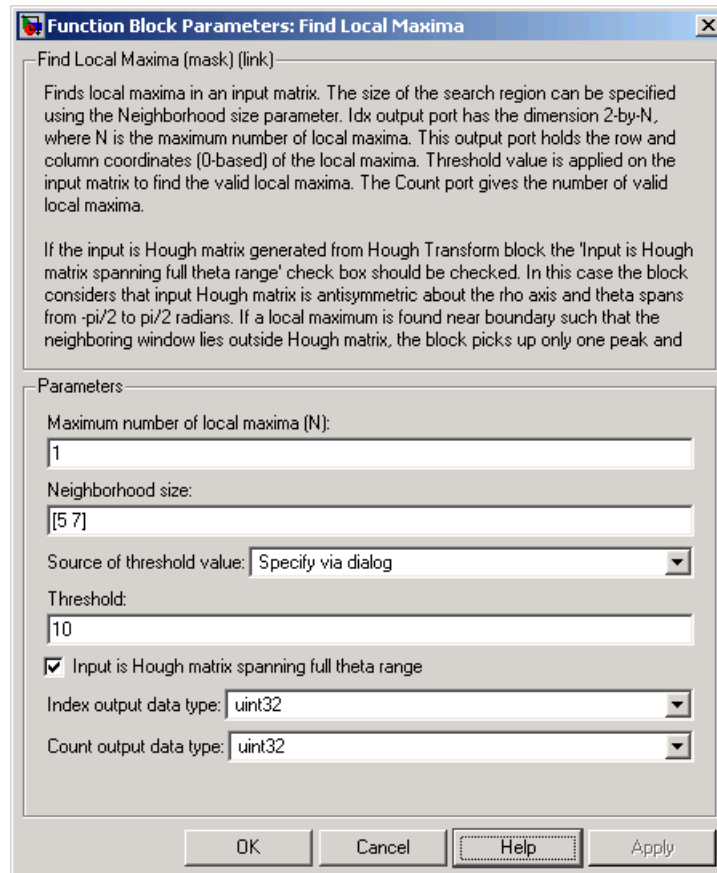 Function Block Parameters: Find Local Maxima
Find Local Maxima (mask) (link)
Finds local maxima in an input matrix. The size of the search region can be specified
using the Neighborhood size parameter. Idx output port has the dimension 2-by-N,
where N is the maximum number of local maxima. This output port holds the row and
column coordinates (0-based) of the local maxima. Threshold value is applied on the
input matrix to find the valid local maxima. The Count port gives the number of valid
local maxima.
If the input is Hough matrix generated from Hough Transform block the 'Input is Hough
matrix spanning full theta range' check box should be checked. In this case the block
considers that input Hough matrix is antisymmetric about the rho axis and theta spans
from -pi/2 to pi/2 radians. If a local maximum is found near boundary such that the
neighboring window lies outside Hough matrix, the block picks up only one peak and
Parameters
Maximum number of local maxima (N):
1
Neighborhood size:
[5 7]
Source of threshold value: Specify via dialog
Threshold:
10
Input is Hough matrix spanning full theta range
Index output data type: uint32
Count output data type: uint32
OK Cancel Help Apply